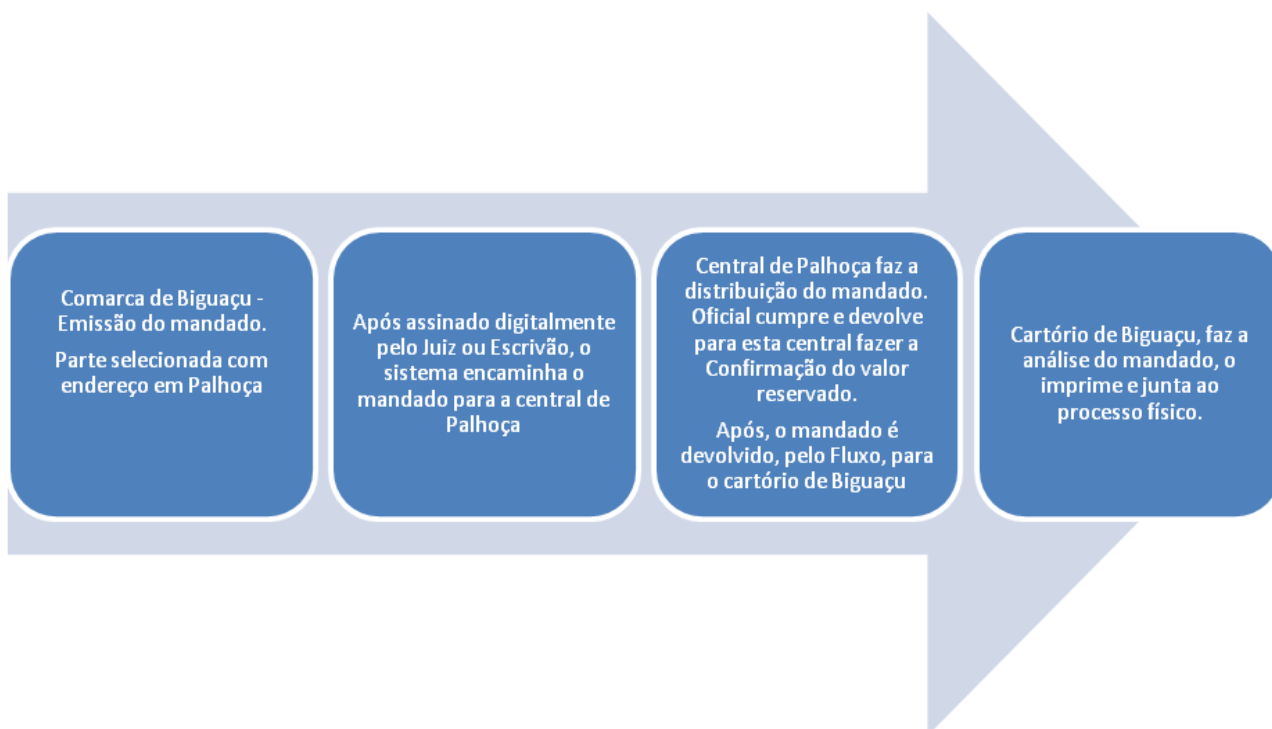 Comarca de Biguaçu -
Emissão do mandado.
Parte selecionada com
endereço em Palhoça
Após assinado digitalmente
pelo Juiz ou Escrivão, o
sistema encaminha o
mandado para a central de
Palhoça
Central de Palhoça faz a
distribuição do mandado.
Oficial cumpre e devolve
para esta central fazer a
Confirmação do valor
reservado.
Após, o mandado é
devolvido, pelo Fluxo, para
o cartório de Biguaçu
Cartório de Biguaçu, faz a
análise do mandado, o
imprime e junta ao
processo físico.